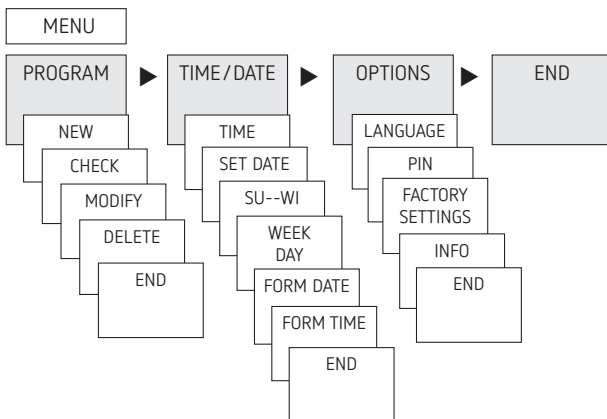 MENU
PROGRAM
TIME/DATE
OPTIONS
END
NEW
CHECK
MODIFY
DELETE
END
TIME
SET DATE
SU--WI
WEEK
DAY
FORM DATE
FORM TIME
END
LANGUAGE
PIN
FACTORY
SETTINGS
INFO
END